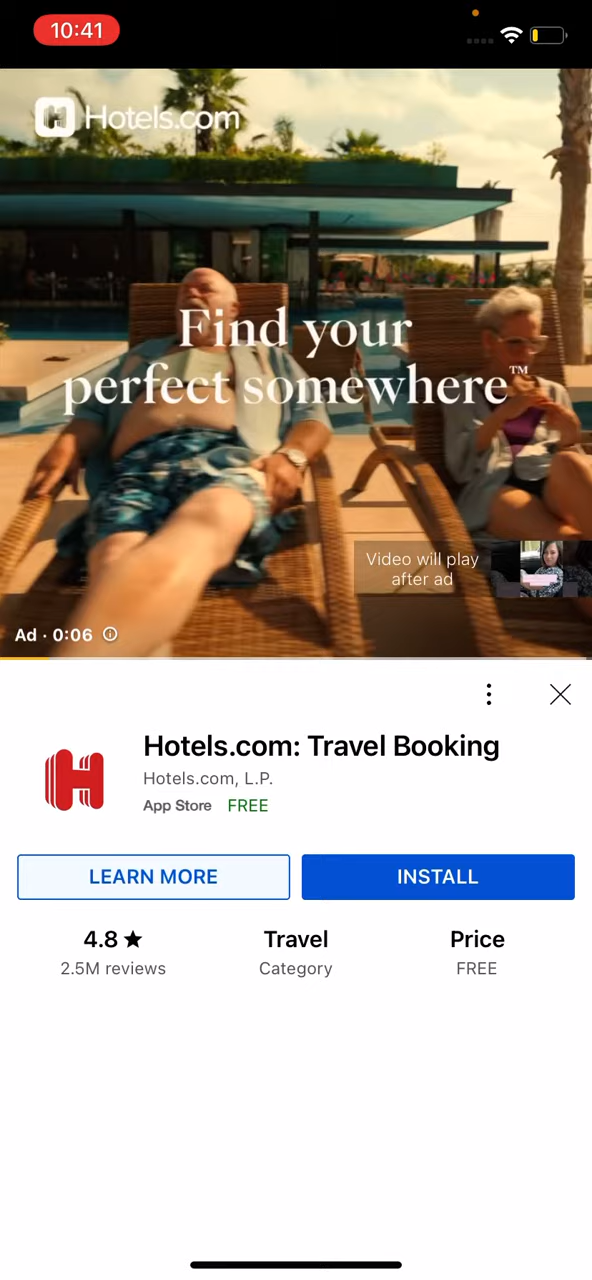 10:41
Hotels.com
Find your
perfect somewhere™
Video will play
after ad
Ad · 0:06
Hotels.com: Travel Booking
Hotels.com, L.P.
App Store FREE
LEARN MORE INSTALL
4.8 ★ Travel Price
2.5M reviews Category FREE